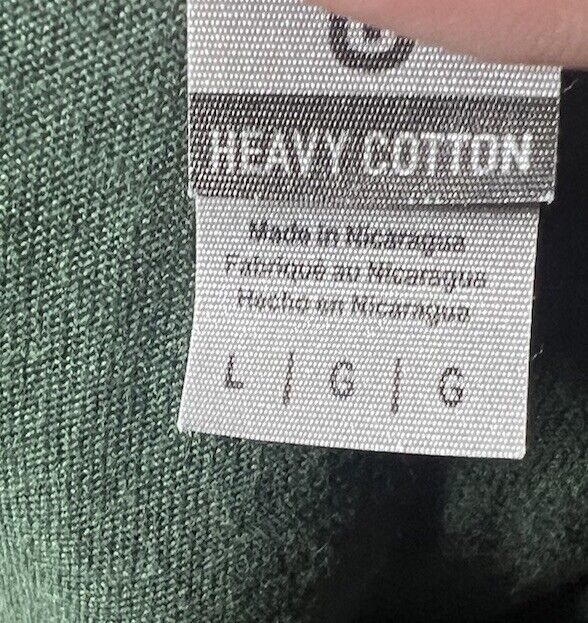 G
HEAVY COTTON
Made in Nicaragua
Fabriqué au Nicaragua
Hecho en Nicaragua
L | G | G